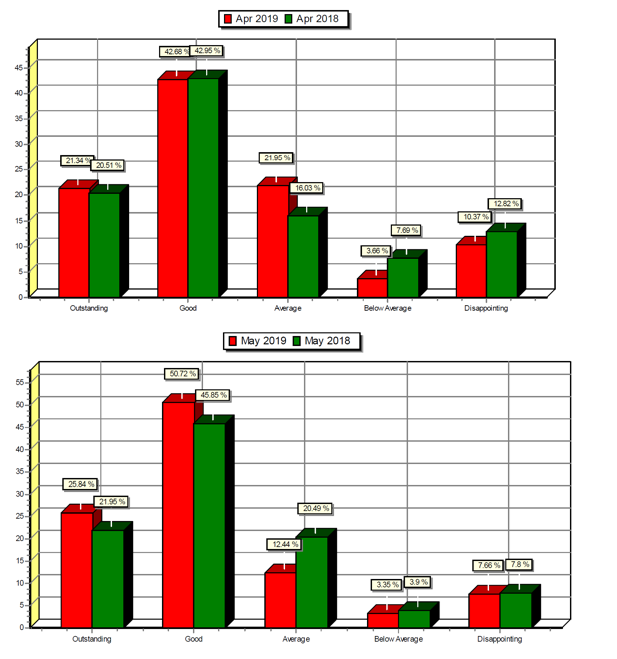 Apr 2019 Apr 2018
42.68 % 42.95 %
21.34 % 20.51 % 21.95 % 16.03 % 3.66 % 7.69 % 10.37 % 12.82 %
45
40
35
30
25
20
15
10
5
0
Outstanding Good Average Below Average Disappointing
May 2019 May 2018
50.72 % 45.85 %
25.84 % 21.95 % 12.44 % 20.49 % 3.35 % 3.9 % 7.66 % 7.8 %
55
50
45
40
35
30
25
20
15
10
5
0
Outstanding Good Average Below Average Disappointing